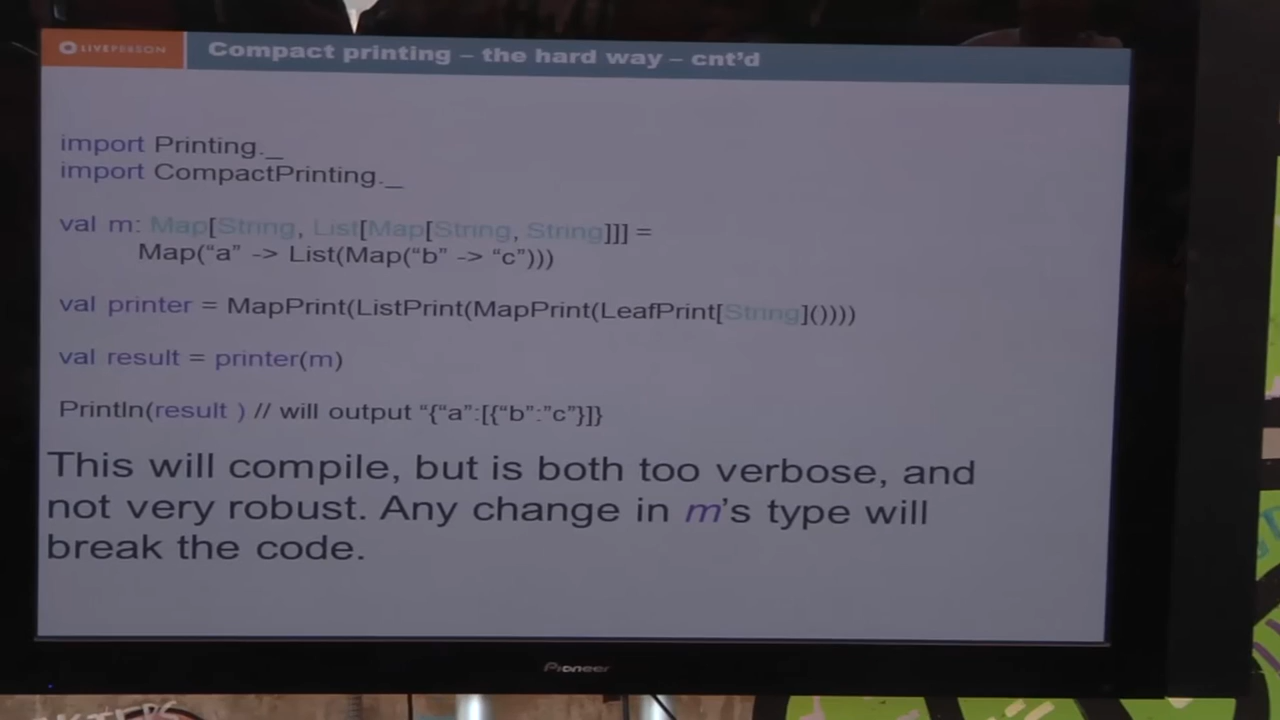 LIVEPERSON
Compact printing – the hard way – cnt’d
import Printing._
import CompactPrinting._
val m: Map[String, List[Map[String, String]]] =
Map(“a” -> List(Map(“b” -> “c”)))
val printer = MapPrint(ListPrint(MapPrint(LeafPrint[String]())))
val result = printer(m)
Println(result ) // will output “{“a”:[{“b”:”c”}]}
This will compile, but is both too verbose, and
not very robust. Any change in m’s type will
break the code.
Pioneer